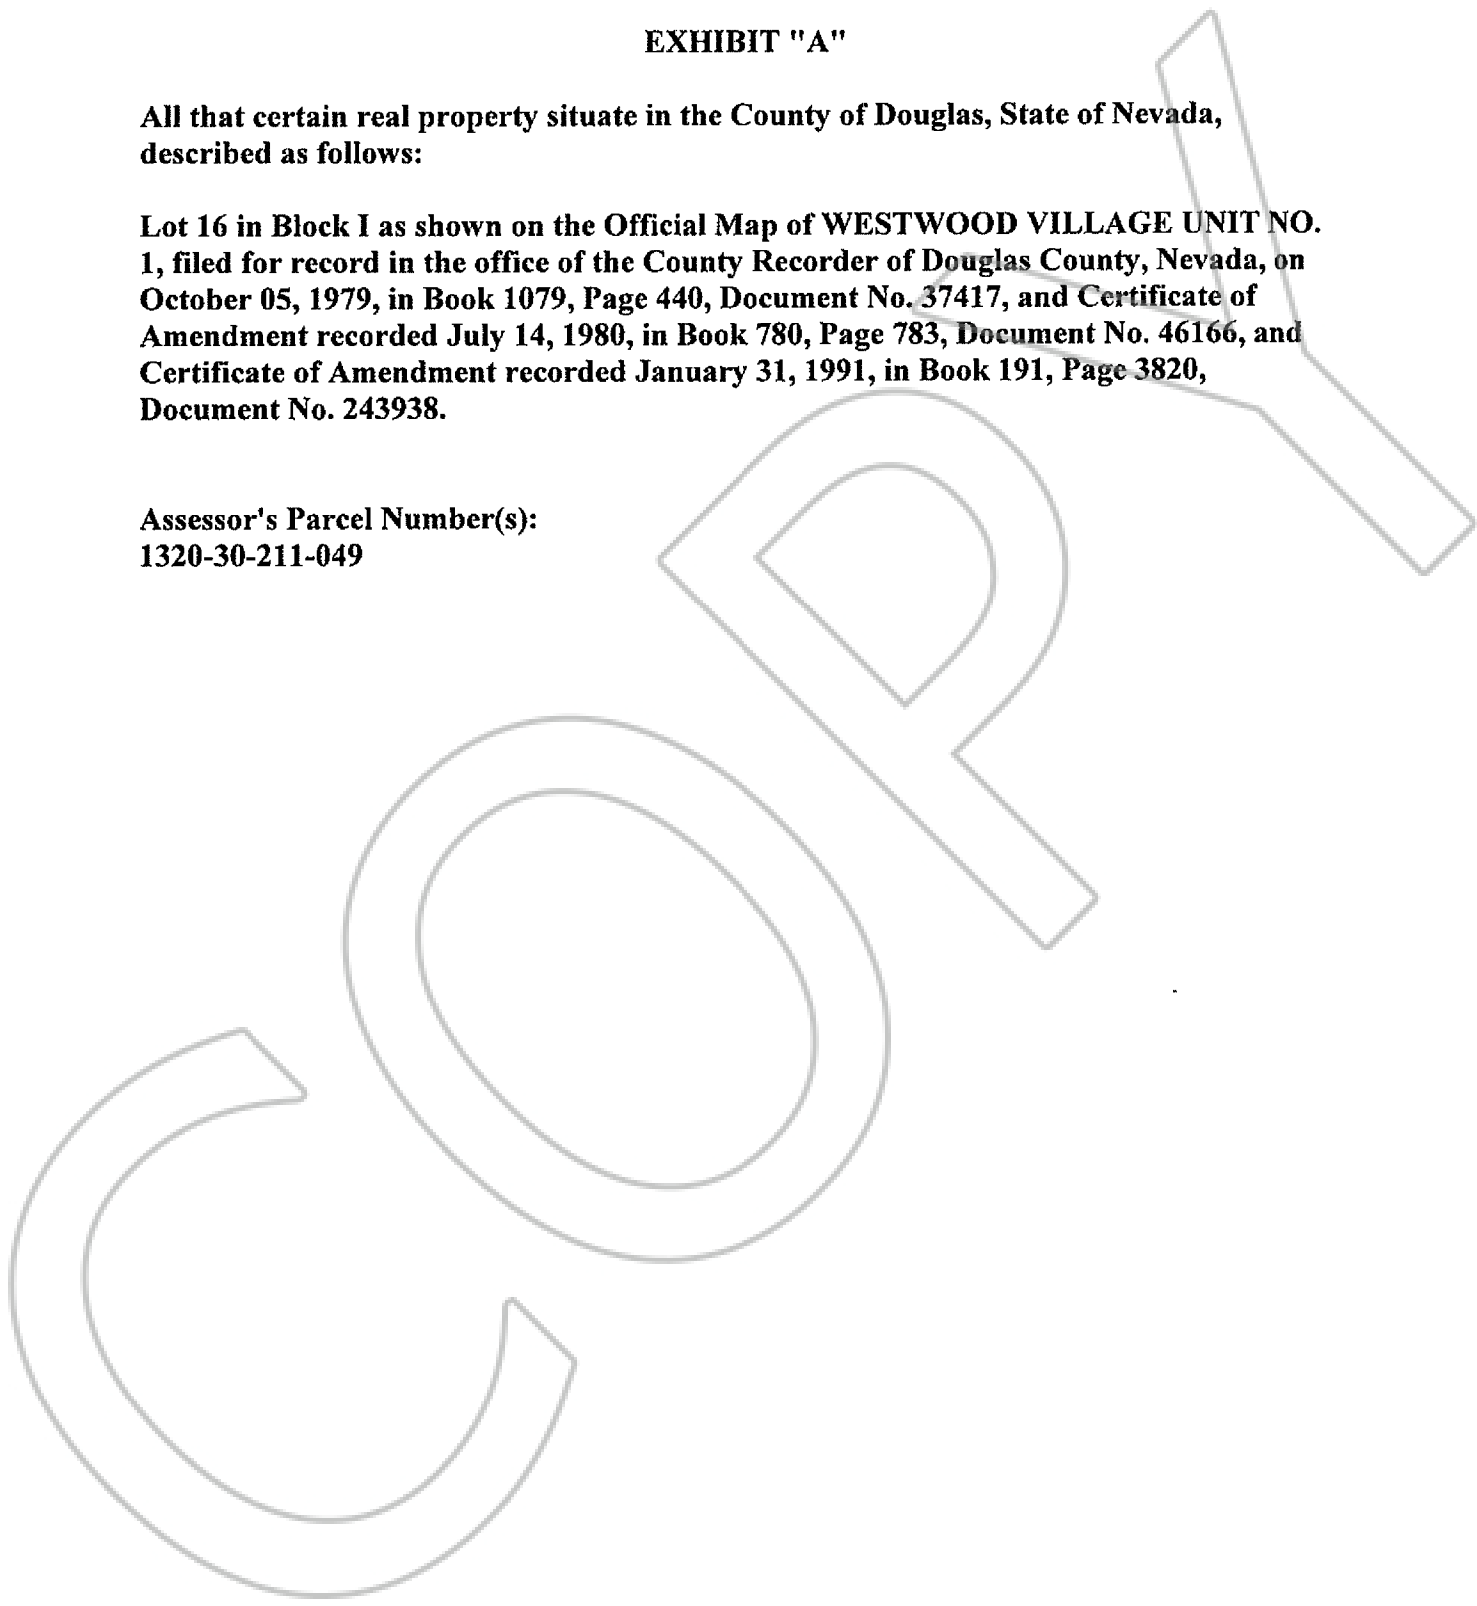 EXHIBIT "A"
All that certain real property situate in the County of Douglas, State of Nevada,
described as follows:
Lot 16 in Block I as shown on the Official Map of WESTWOOD VILLAGE UNIT NO.
1, filed for record in the office of the County Recorder of Douglas County, Nevada, on
October 05, 1979, in Book 1079, Page 440, Document No. 37417, and Certificate of
Amendment recorded July 14, 1980, in Book 780, Page 783, Document No. 46166, and
Certificate of Amendment recorded January 31, 1991, in Book 191, Page 3820,
Document No. 243938.
Assessor's Parcel Number(s):
1320-30-211-049
COPY